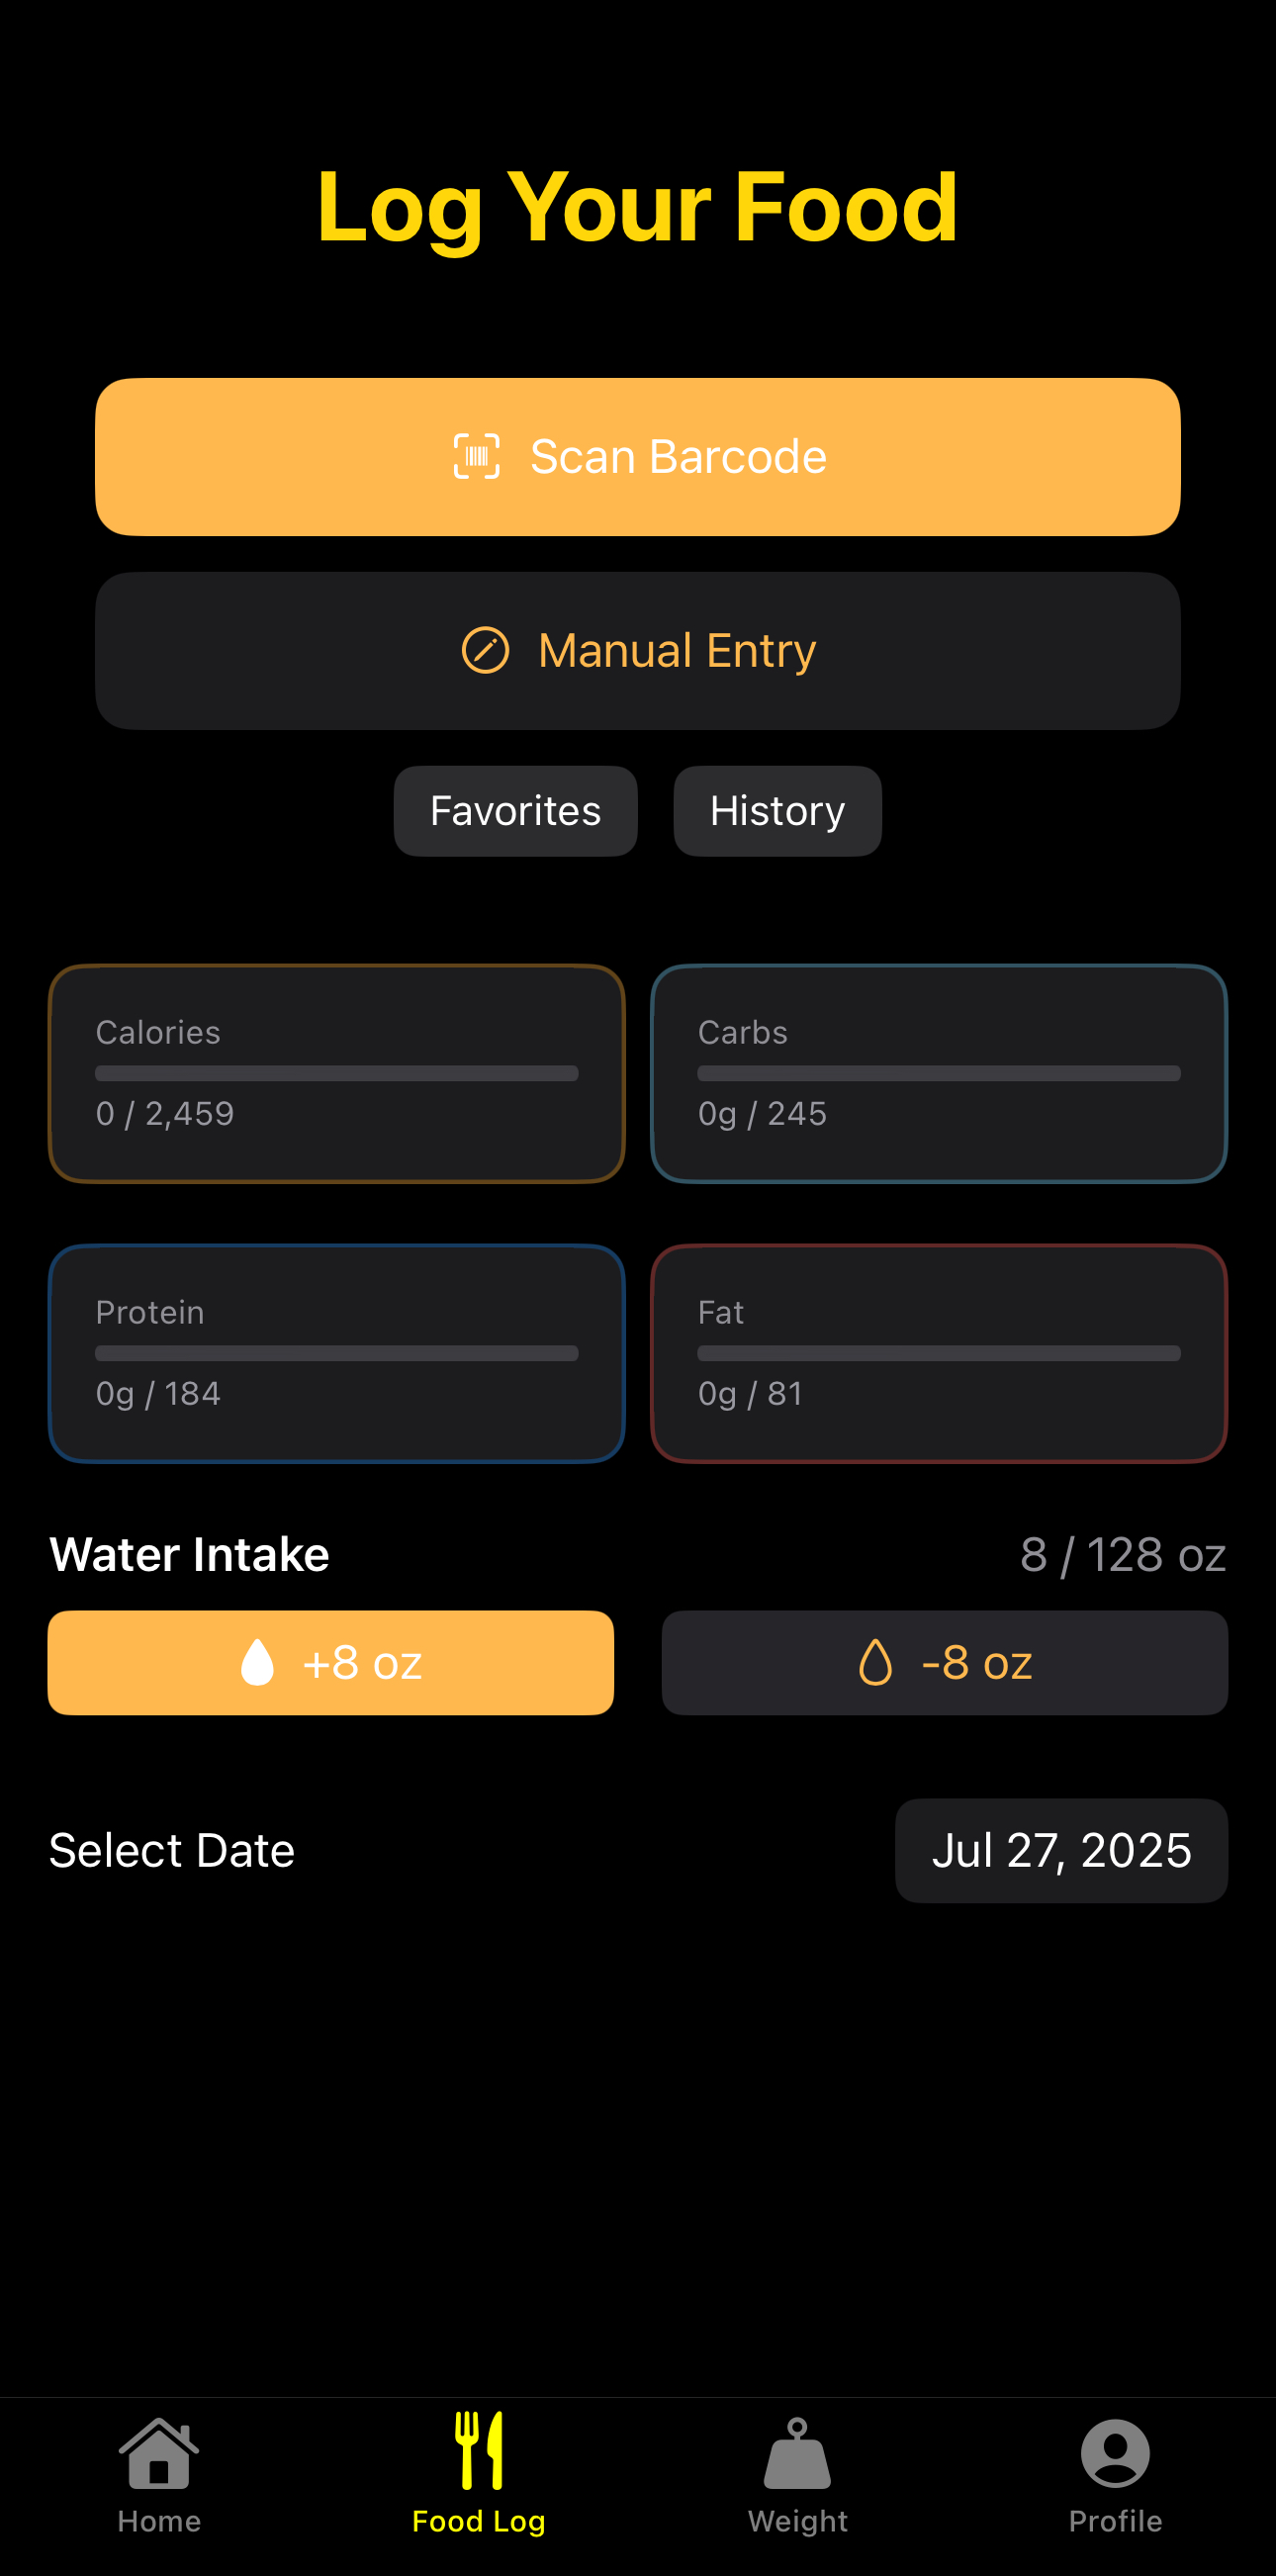 Log Your Food
Scan Barcode
Manual Entry
Favorites History
Calories
0 / 2,459
Carbs
0g / 245
Protein
0g / 184
Fat
0g / 81
Water Intake 8 / 128 oz
+8 oz -8 oz
Select Date Jul 27, 2025
Home Food Log Weight Profile